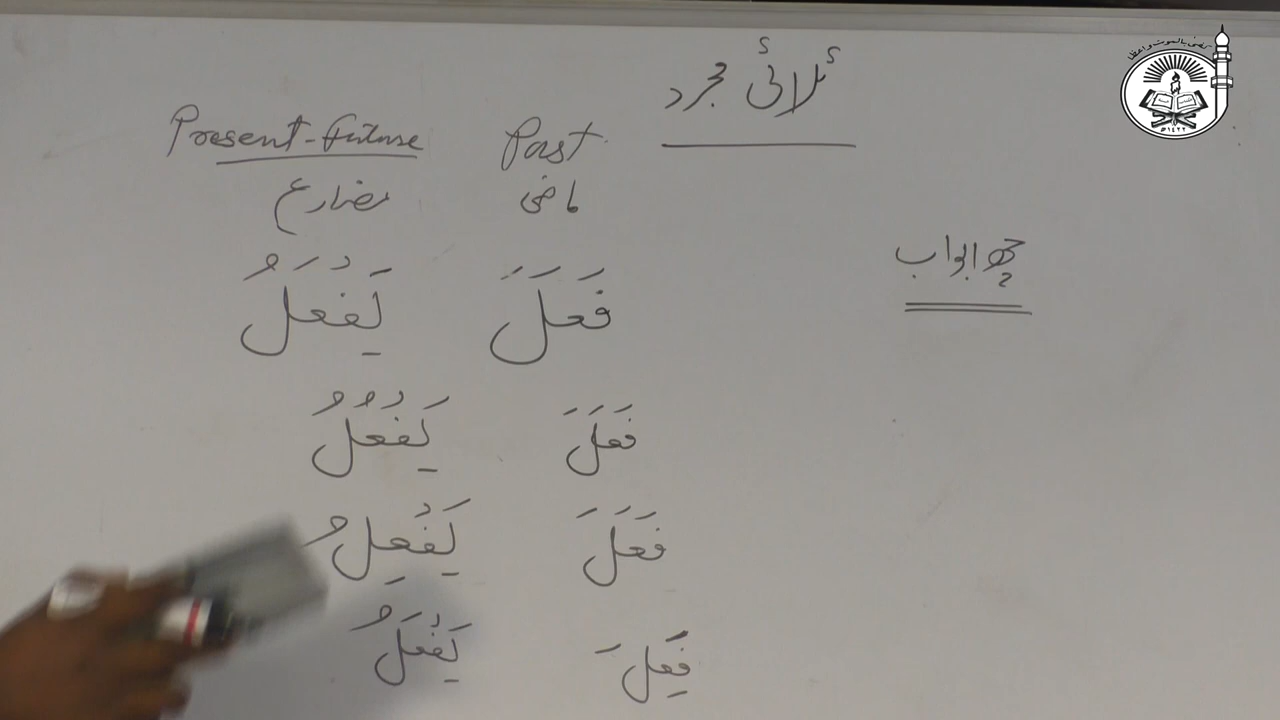 ثلاثی مجرد
Past Present-Future
ماضی مضارع
چھ ابواب
فَعَلَ يَفْعَلُ
فَعَلَ يَفْعُلُ
فَعَلَ يَفْعِلُ
فَعِلَ يَفْعَلُ